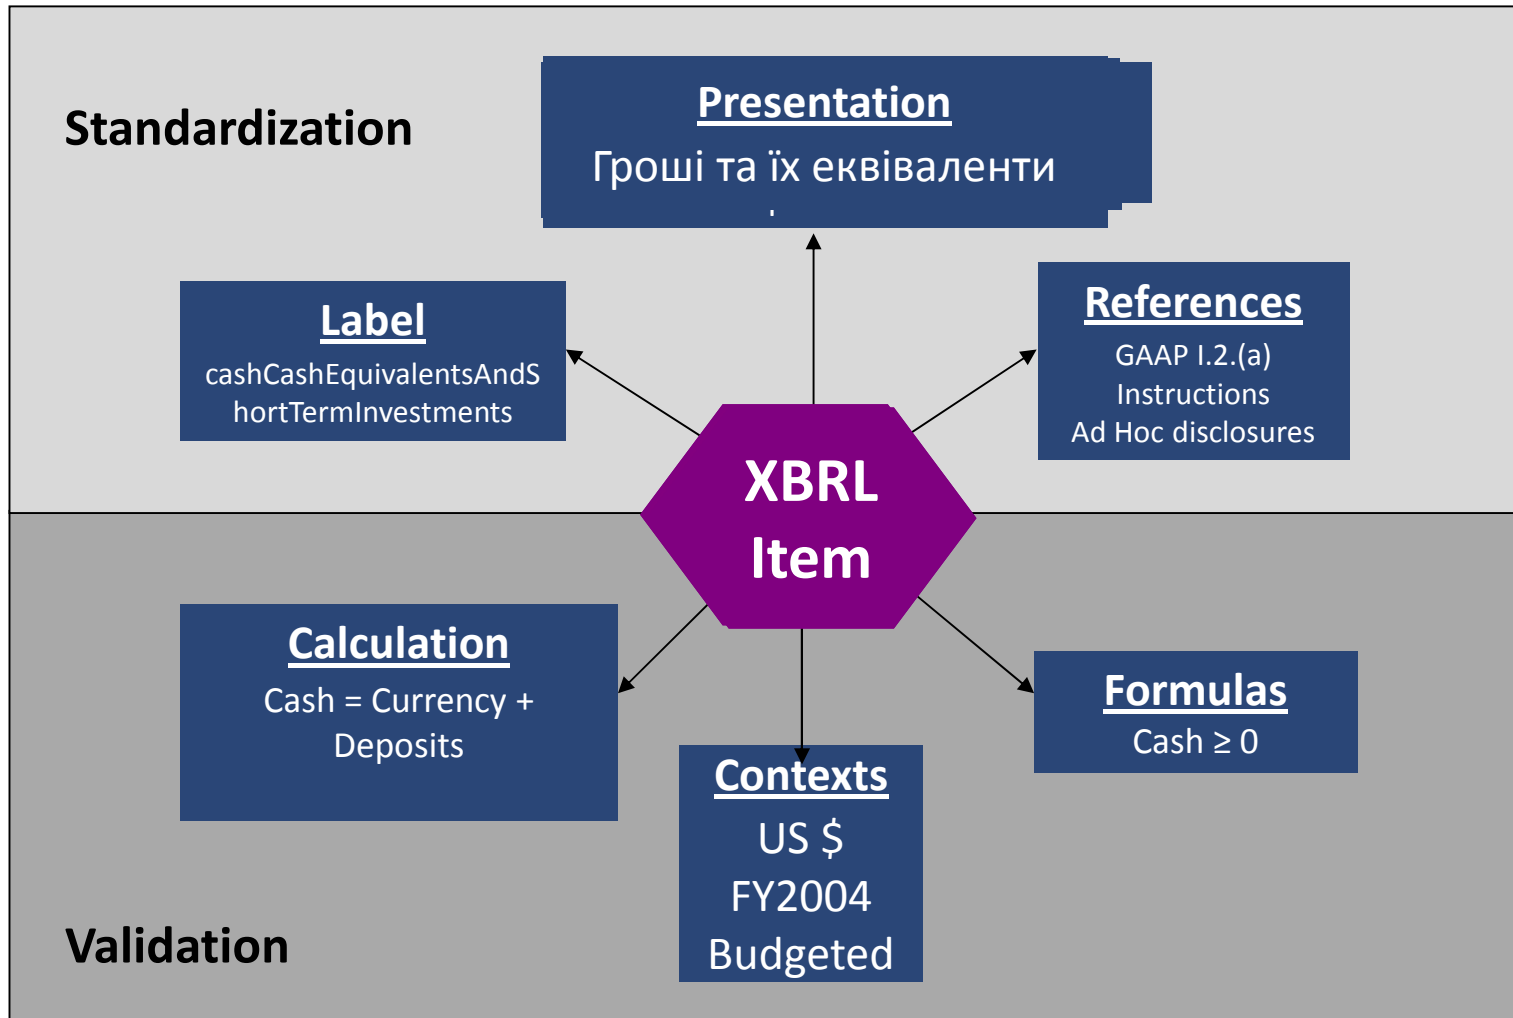 Standardization
Presentation
Гроші та їх еквіваленти
Label
cashCashEquivalentsAndS
hortTermInvestments
References
GAAP I.2.(a)
Instructions
Ad Hoc disclosures
XBRL
Item
Calculation
Cash = Currency +
Deposits
Formulas
Cash ≥ 0
Contexts
US $
FY2004
Budgeted
Validation